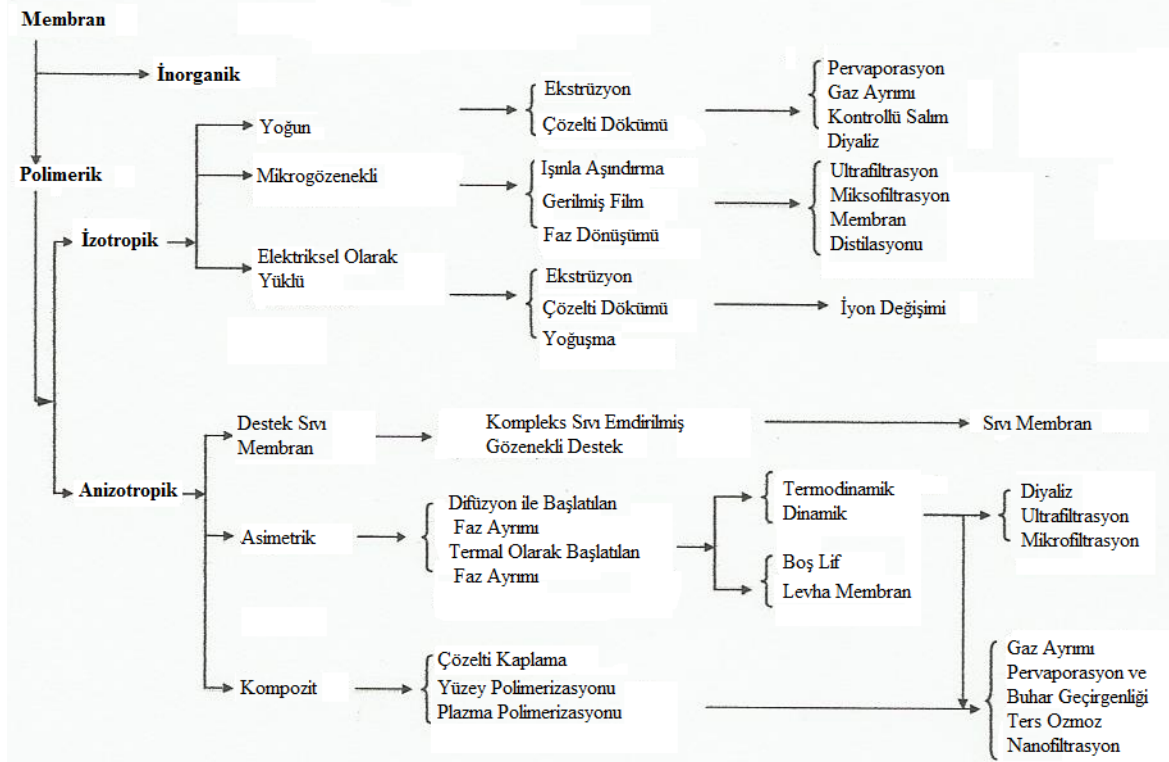 Membran
İnorganik
Polimerik
İzotropik
Yoğun
Ekstrüzyon
Çözelti Dökümü
Pervaporasyon
Gaz Ayrımı
Kontrollü Salım
Diyaliz
Mikrogözenekli
Işınla Aşındırma
Gerilmiş Film
Faz Dönüşümü
Ultrafiltrasyon
Miksofiltrasyon
Membran
Distilasyonu
Elektriksel Olarak
Yüklü
Ekstrüzyon
Çözelti Dökümü
Yoğuşma
İyon Değişimi
Anizotropik
Destek Sıvı
Membran
Kompleks Sıvı Emdirilmiş
Gözenekli Destek
Sıvı Membran
Asimetrik
Difüzyon ile Başlatılan
Faz Ayrımı
Termal Olarak Başlatılan
Faz Ayrımı
Termodinamik
Dinamik
Boş Lif
Levha Membran
Diyaliz
Ultrafiltrasyon
Mikrofiltrasyon
Kompozit
Çözelti Kaplama
Yüzey Polimerizasyonu
Plazma Polimerizasyonu
Gaz Ayrımı
Pervaporasyon ve
Buhar Geçirgenliği
Ters Ozmoz
Nanofiltrasyon